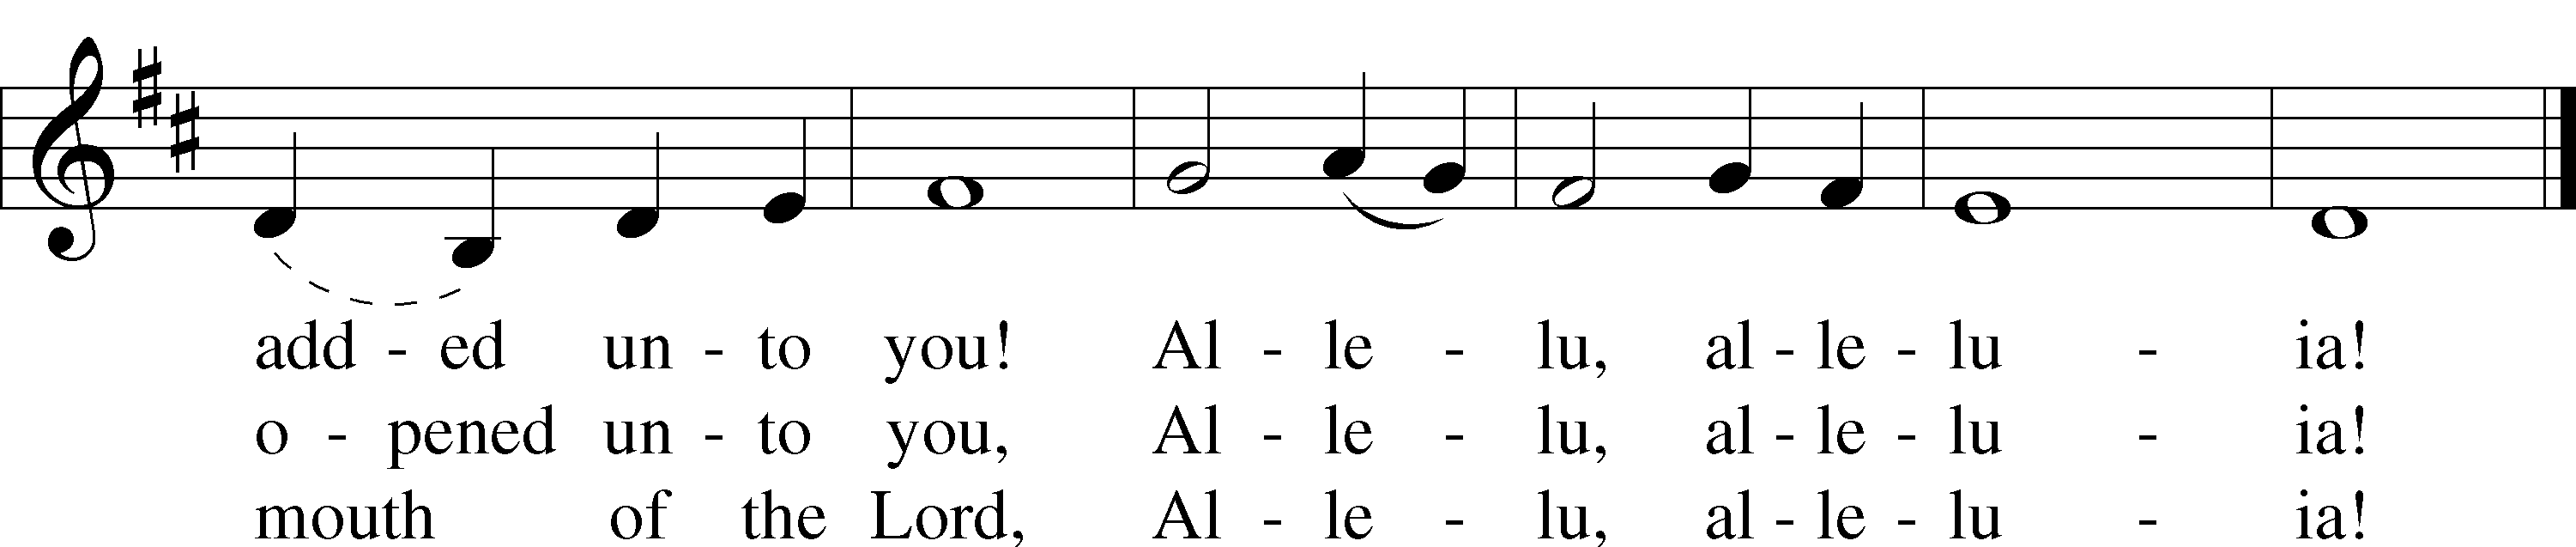 add - ed un - to you! Al - le - lu, al - le - lu - ia!
o - pened un - to you, Al - le - lu, al - le - lu - ia!
mouth of the Lord, Al - le - lu, al - le - lu - ia!